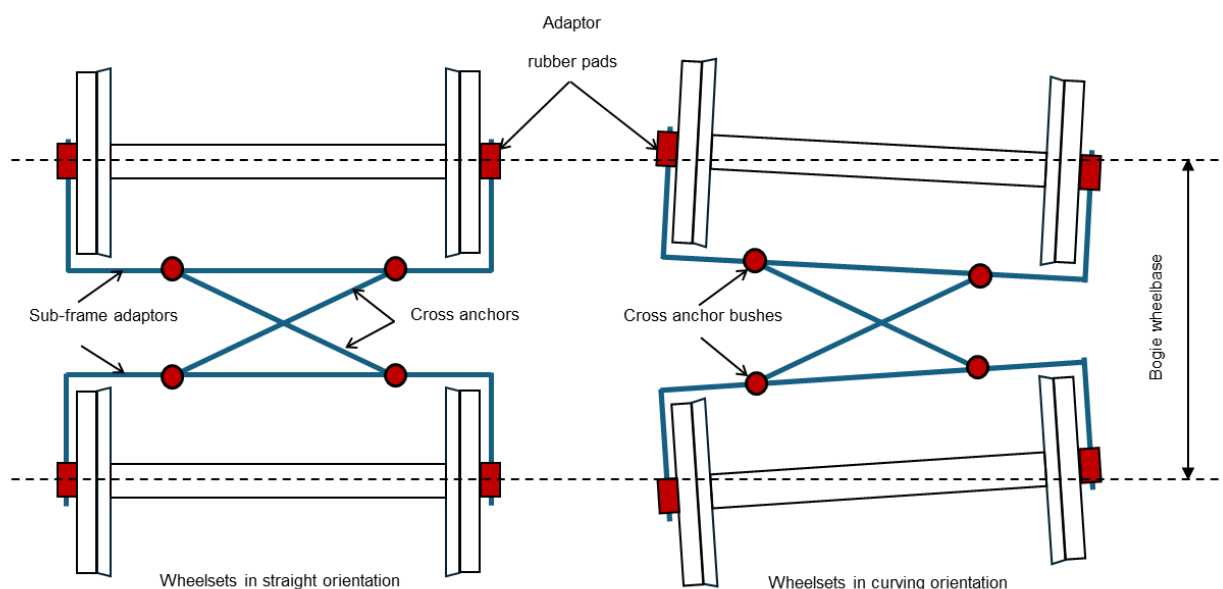 Adaptor
rubber pads
Sub-frame adaptors
Cross anchors
Cross anchor bushes
Bogie wheelbase
Wheelsets in straight orientation
Wheelsets in curving orientation